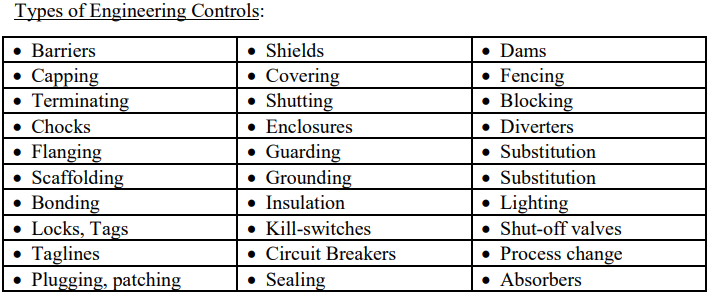 Types of Engineering Controls:
• Barriers • Shields • Dams
• Capping • Covering • Fencing
• Terminating • Shutting • Blocking
• Chocks • Enclosures • Diverters
• Flanging • Guarding • Substitution
• Scaffolding • Grounding • Substitution
• Bonding • Insulation • Lighting
• Locks, Tags • Kill-switches • Shut-off valves
• Taglines • Circuit Breakers • Process change
• Plugging, patching • Sealing • Absorbers